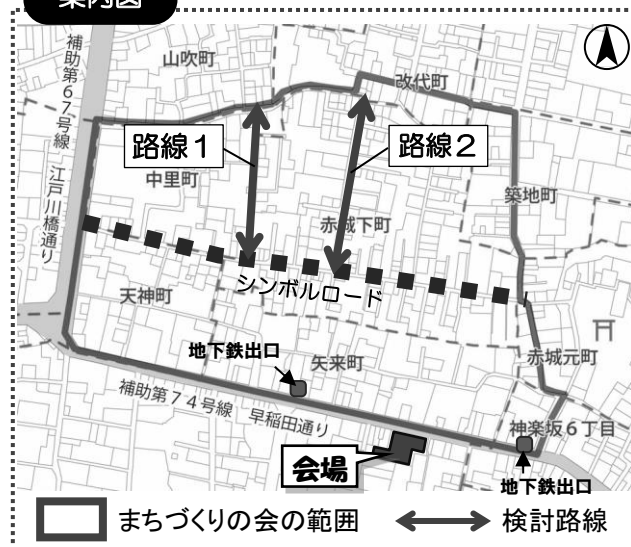 案内図
山吹町
改代町
補助第67号線 江戸川橋通り
路線1
路線2
中里町
築地町
赤城下町
シンボルロード
天神町
地下鉄出口
矢来町
赤城元町
補助第74号線 早稲田通り
神楽坂6丁目
会場
地下鉄出口
まちづくりの会の範囲
検討路線